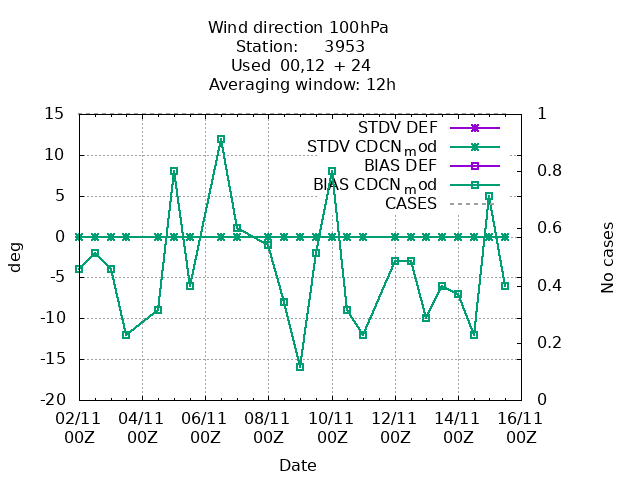 Wind direction 100hPa
Station: 3953
Used 00,12 + 24
Averaging window: 12h
STDV DEF
STDV CDCNmod
BIAS DEF
BIAS CDCNmod
CASES
15
10
5
0
-5
-10
-15
-20
deg
1
0.8
0.6
0.4
0.2
0
No cases
02/11 04/11 06/11 08/11 10/11 12/11 14/11 16/11
00Z 00Z 00Z 00Z 00Z 00Z 00Z 00Z
Date